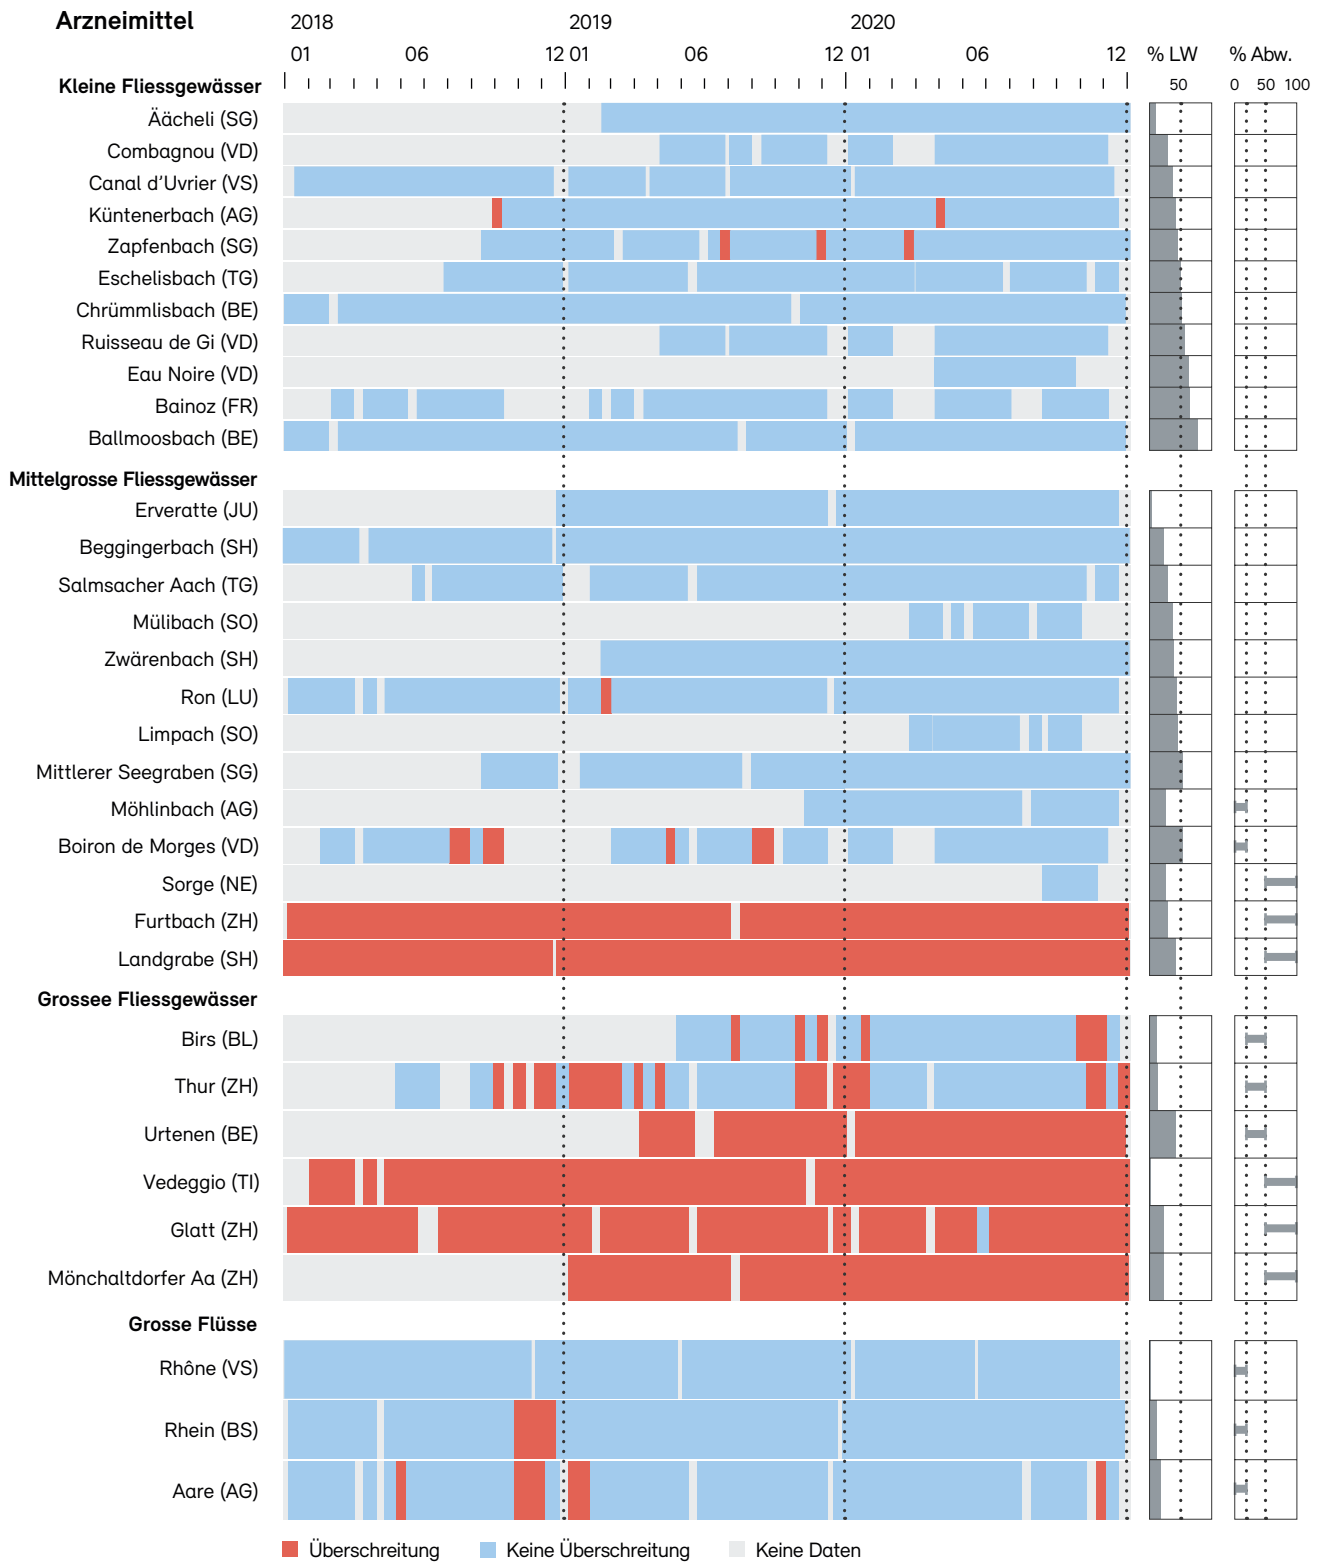 Arzneimittel 2018 2019 2020
01 06 12 01 06 12 01 06 12 % LW % Abw.
Kleine Fliessgewässer 50 0 50 100
Äächeli (SG)
Combagnou (VD)
Canal d’Uvrier (VS)
Küntenerbach (AG)
Zapfenbach (SG)
Eschelisbach (TG)
Chrümmlisbach (BE)
Ruisseau de Gi (VD)
Eau Noire (VD)
Bainoz (FR)
Ballmoosbach (BE)
Mittelgrosse Fliessgewässer
Erveratte (JU)
Beggingerbach (SH)
Salmsacher Aach (TG)
Mülibach (SO)
Zwärenbach (SH)
Ron (LU)
Limpach (SO)
Mittlerer Seegraben (SG)
Möhlinbach (AG)
Boiron de Morges (VD)
Sorge (NE)
Furtbach (ZH)
Landgrabe (SH)
Grossee Fliessgewässer
Birs (BL)
Thur (ZH)
Urtenen (BE)
Vedeggio (TI)
Glatt (ZH)
Mönchaltdorfer Aa (ZH)
Grosse Flüsse
Rhône (VS)
Rhein (BS)
Aare (AG)
Überschreitung Keine Überschreitung Keine Daten